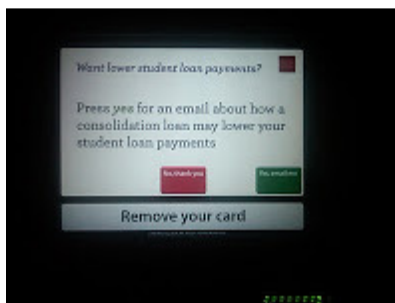 Want lower student loan payments?
Press yes for an email about how a
consolidation loan may lower your
student loan payments
No, thank you
Yes, email me
Remove your card